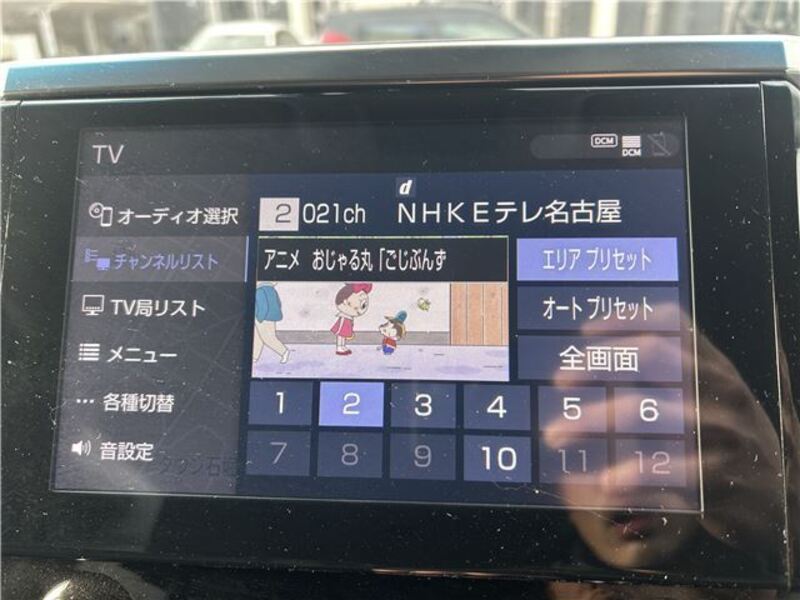 TV
DCM
DCM
d
オーディオ選択
2 021ch NHKEテレ名古屋
チャンネルリスト
アニメ おじゃる丸「ごじぶんず
エリア プリセット
TV局リスト
オート プリセット
メニュー
全画面
各種切替
1 2 3 4 5 6
音設定
7 8 9 10 11 12